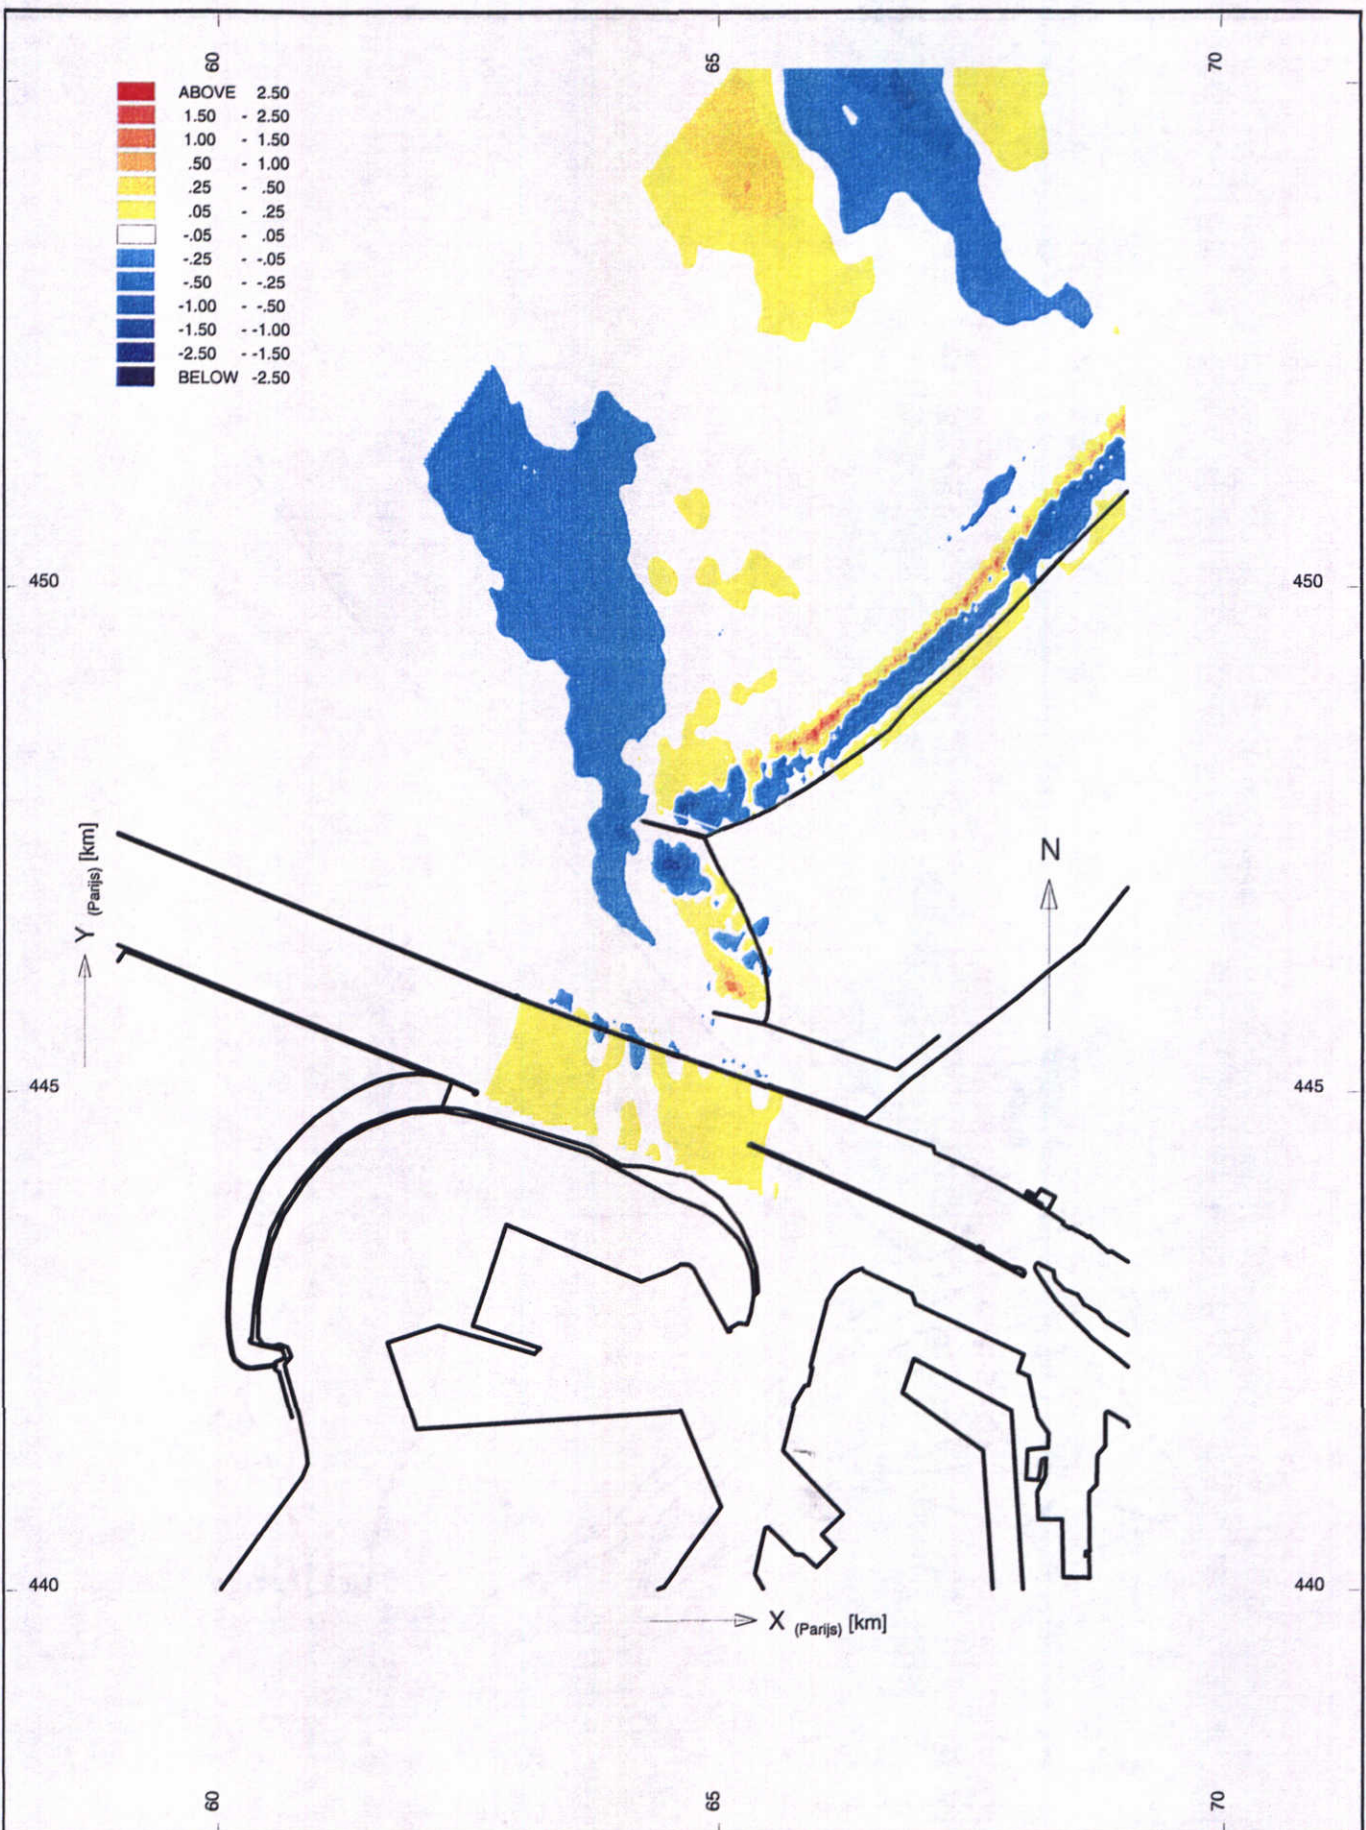 60 65 70
ABOVE 2.50
1.50 - 2.50
1.00 - 1.50
.50 - 1.00
.25 - .50
.05 - .25
-.05 - .05
-.25 - -.05
-.50 - -.25
-1.00 - -.50
-1.50 - -1.00
-2.50 - -1.50
BELOW -2.50
450 450
Y (Parijs) [km]
N
445 445
440 440
X (Parijs) [km]
60 65 70